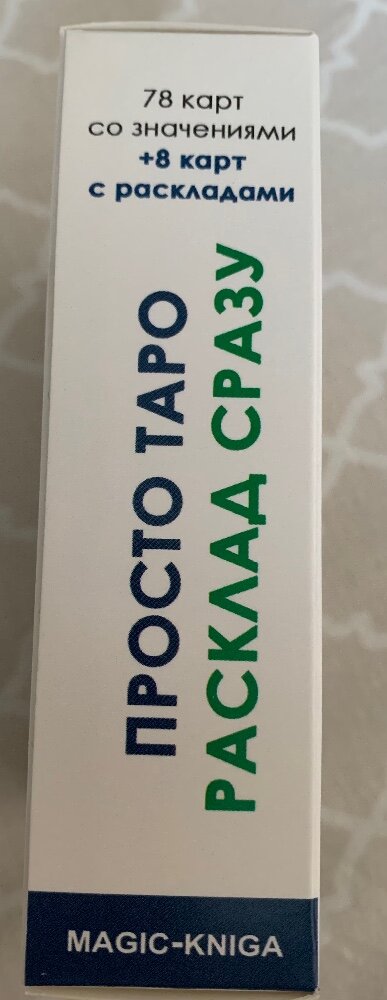 78 карт
со значениями
+8 карт
с раскладами
ПРОСТО ТАРО
РАСКЛАД СРАЗУ
MAGIC-KNIGA